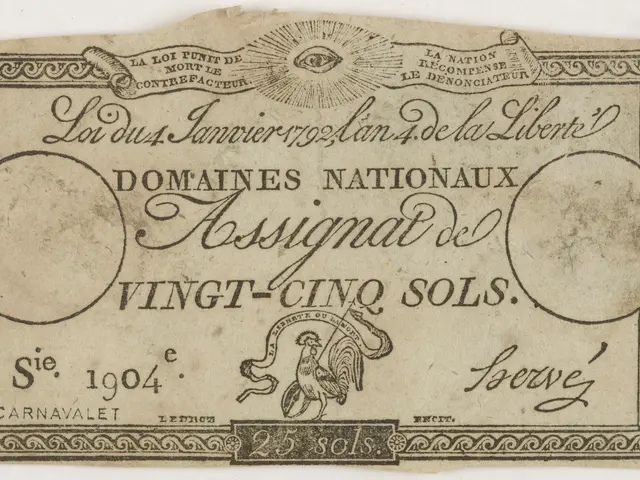 LA LOI PUNIT DE
MORT LE
CONTREFACTEUR.
LA NATION
RÉCOMPENSE
LE DÉNONCIATEUR.
Loi du 4 Janvier 1792, l'an 4.e de la Liberté
DOMAINES NATIONAUX
Assignat de
VINGT-CINQ SOLS.
LA LIBERTÉ OU LA MORT
Sie. 1904e.
Hervé
CARNAVALET
25 sols.